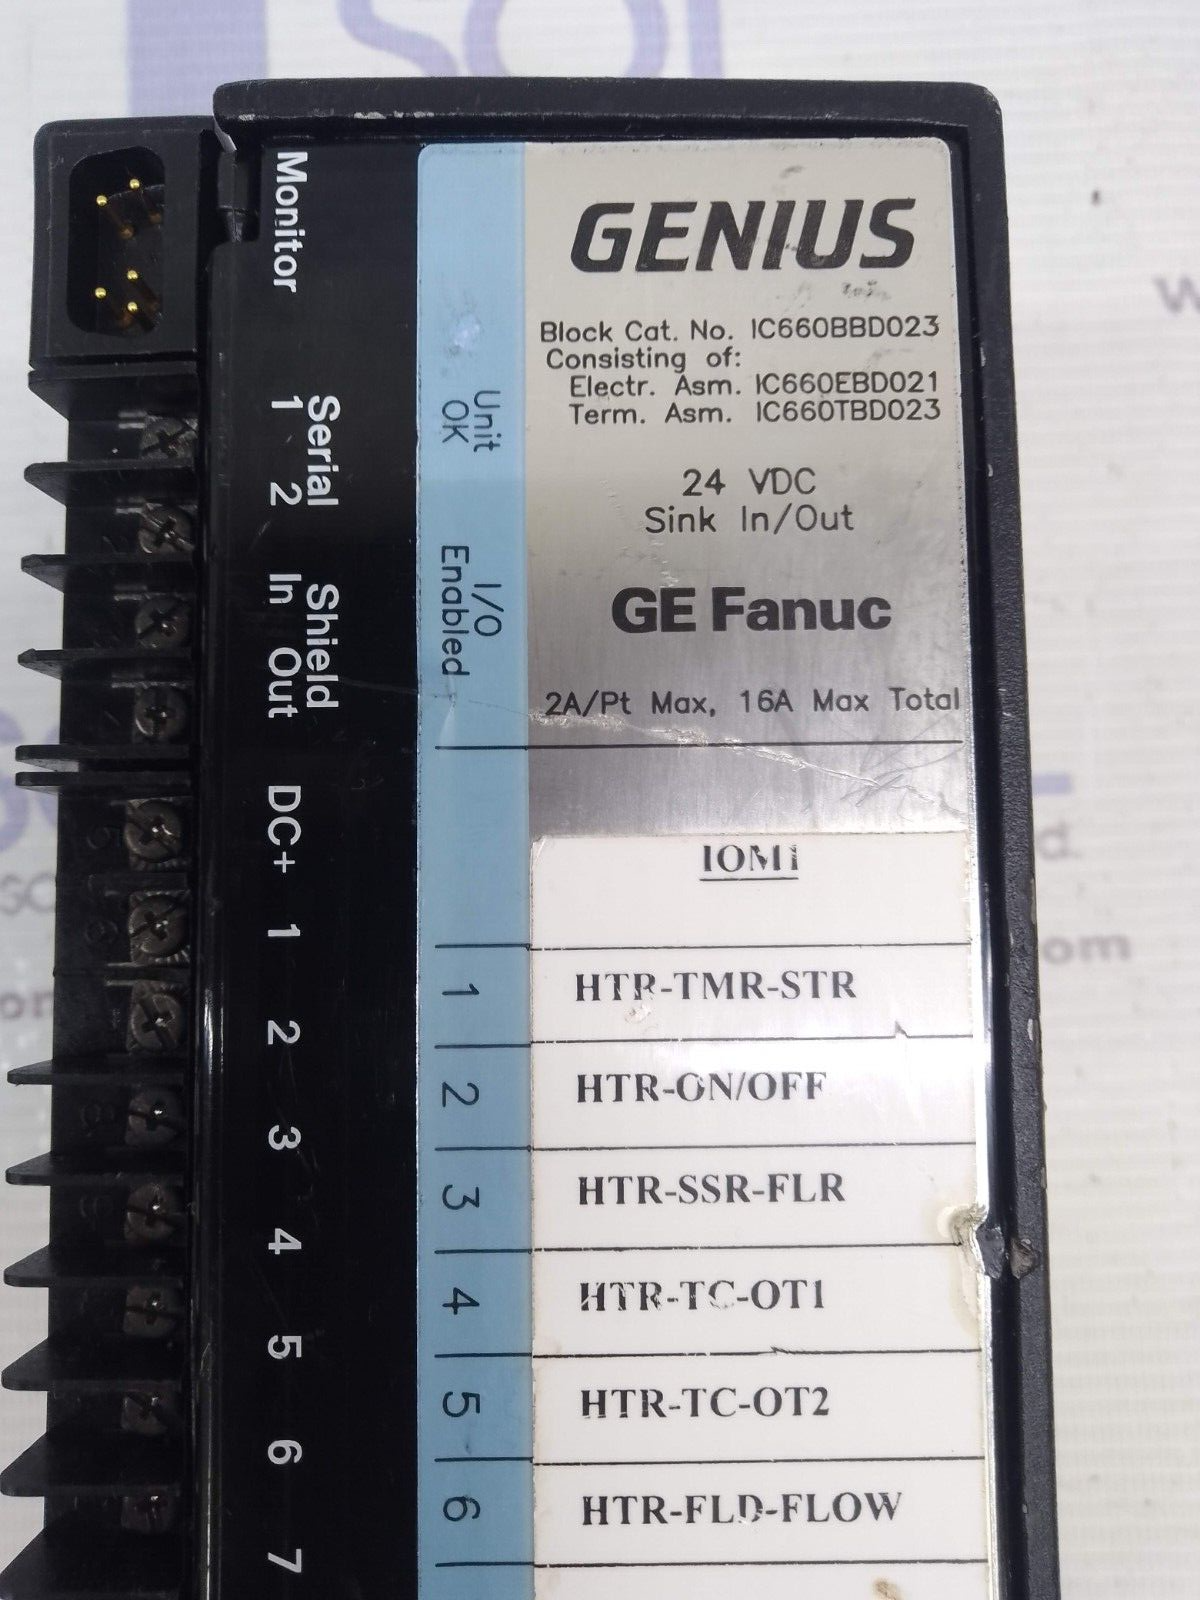 Monitor
Serial
1 2
Shield
In Out
DC+
1
2
3
4
5
6
7
Unit
OK
I/O
Enabled
GENIUS
Block Cat. No. IC660BBD023
Consisting of:
Electr. Asm. IC660EBD021
Term. Asm. IC660TBD023
24 VDC
Sink In/Out
GE Fanuc
2A/Pt Max, 16A Max Total
IOM1
1 HTR-TMR-STR
2 HTR-ON/OFF
3 HTR-SSR-FLR
4 HTR-TC-OT1
5 HTR-TC-OT2
6 HTR-FLD-FLOW